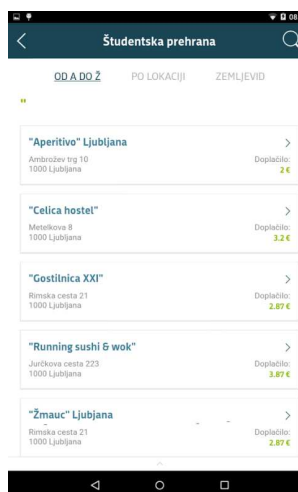 08
Študentska prehrana
OD A DO Ž PO LOKACIJI ZEMLJEVID
"
"Aperitivo" Ljubljana
Ambrožev trg 10 Doplačilo:
1000 Ljubljana 2 €
"Celica hostel"
Metelkova 8 Doplačilo:
1000 Ljubljana 3.2 €
"Gostilnica XXI"
Rimska cesta 21 Doplačilo:
1000 Ljubljana 2.87 €
"Running sushi & wok"
Jurčkova cesta 223 Doplačilo:
1000 Ljubljana 3.87 €
"Žmauc" Ljubjana
Rimska cesta 21 Doplačilo:
1000 Ljubljana 2.87 €